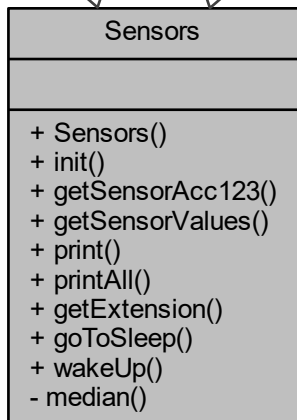 Sensors
+ Sensors()
+ init()
+ getSensorAcc123()
+ getSensorValues()
+ print()
+ printAll()
+ getExtension()
+ goToSleep()
+ wakeUp()
- median()